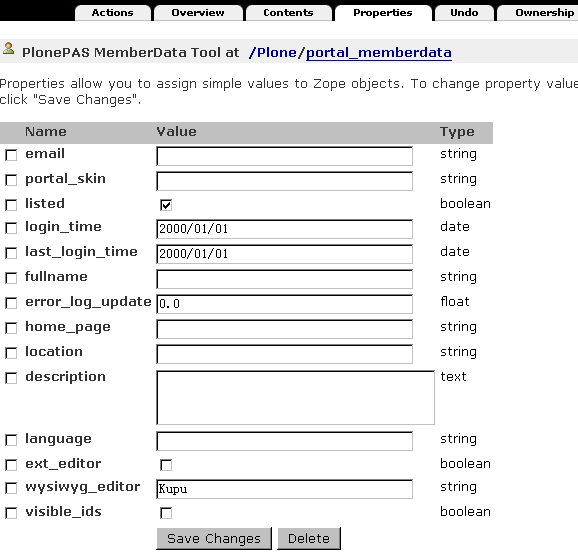 Actions Overview Contents Properties Undo Ownership
PlonePAS MemberData Tool at /Plone/portal_memberdata
Properties allow you to assign simple values to Zope objects. To change property value
click "Save Changes".
Name Value Type
email string
portal_skin string
listed boolean
login_time 2000/01/01 date
last_login_time 2000/01/01 date
fullname string
error_log_update 0.0 float
home_page string
location string
description text
language string
ext_editor boolean
wysiwyg_editor Kupu string
visible_ids boolean
Save Changes Delete